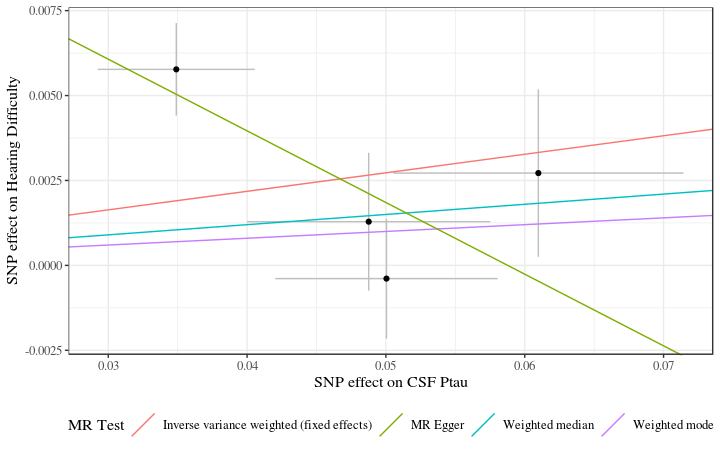 SNP effect on Hearing Difficulty
0.0075
0.0050
0.0025
0.0000
-0.0025
0.03 0.04 0.05 0.06 0.07
SNP effect on CSF Ptau
MR Test Inverse variance weighted (fixed effects) MR Egger Weighted median Weighted mode